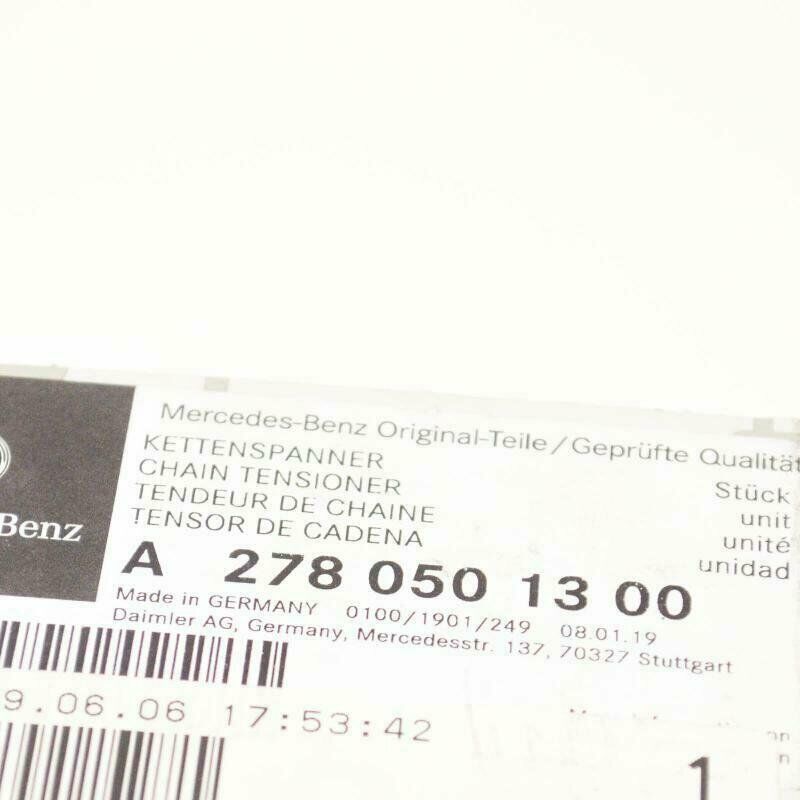 Mercedes-Benz Original-Teile/Geprüfte Qualität
KETTENSPANNER
CHAIN TENSIONER
TENDEUR DE CHAINE
TENSOR DE CADENA
Stück
unit
unité
unidad
Benz
A 278 050 13 00
Made in GERMANY 0100/1901/249 08.01.19
Daimler AG, Germany, Mercedesstr. 137, 70327 Stuttgart
9.06.06 17:53:42
1